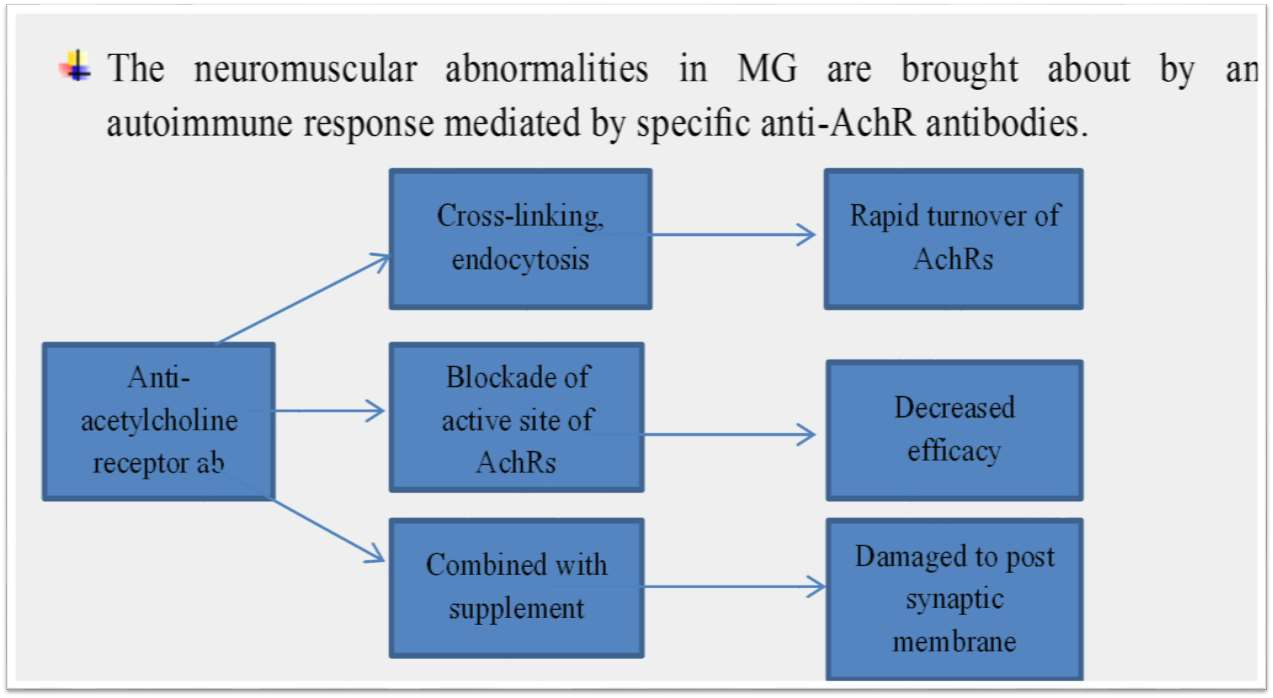 The neuromuscular abnormalities in MG are brought about by an
autoimmune response mediated by specific anti-AchR antibodies.
Cross-linking,
endocytosis
Rapid turnover of
AchRs
Anti-
acetylcholine
receptor ab
Blockade of
active site of
AchRs
Decreased
efficacy
Combined with
supplement
Damaged to post
synaptic
membrane